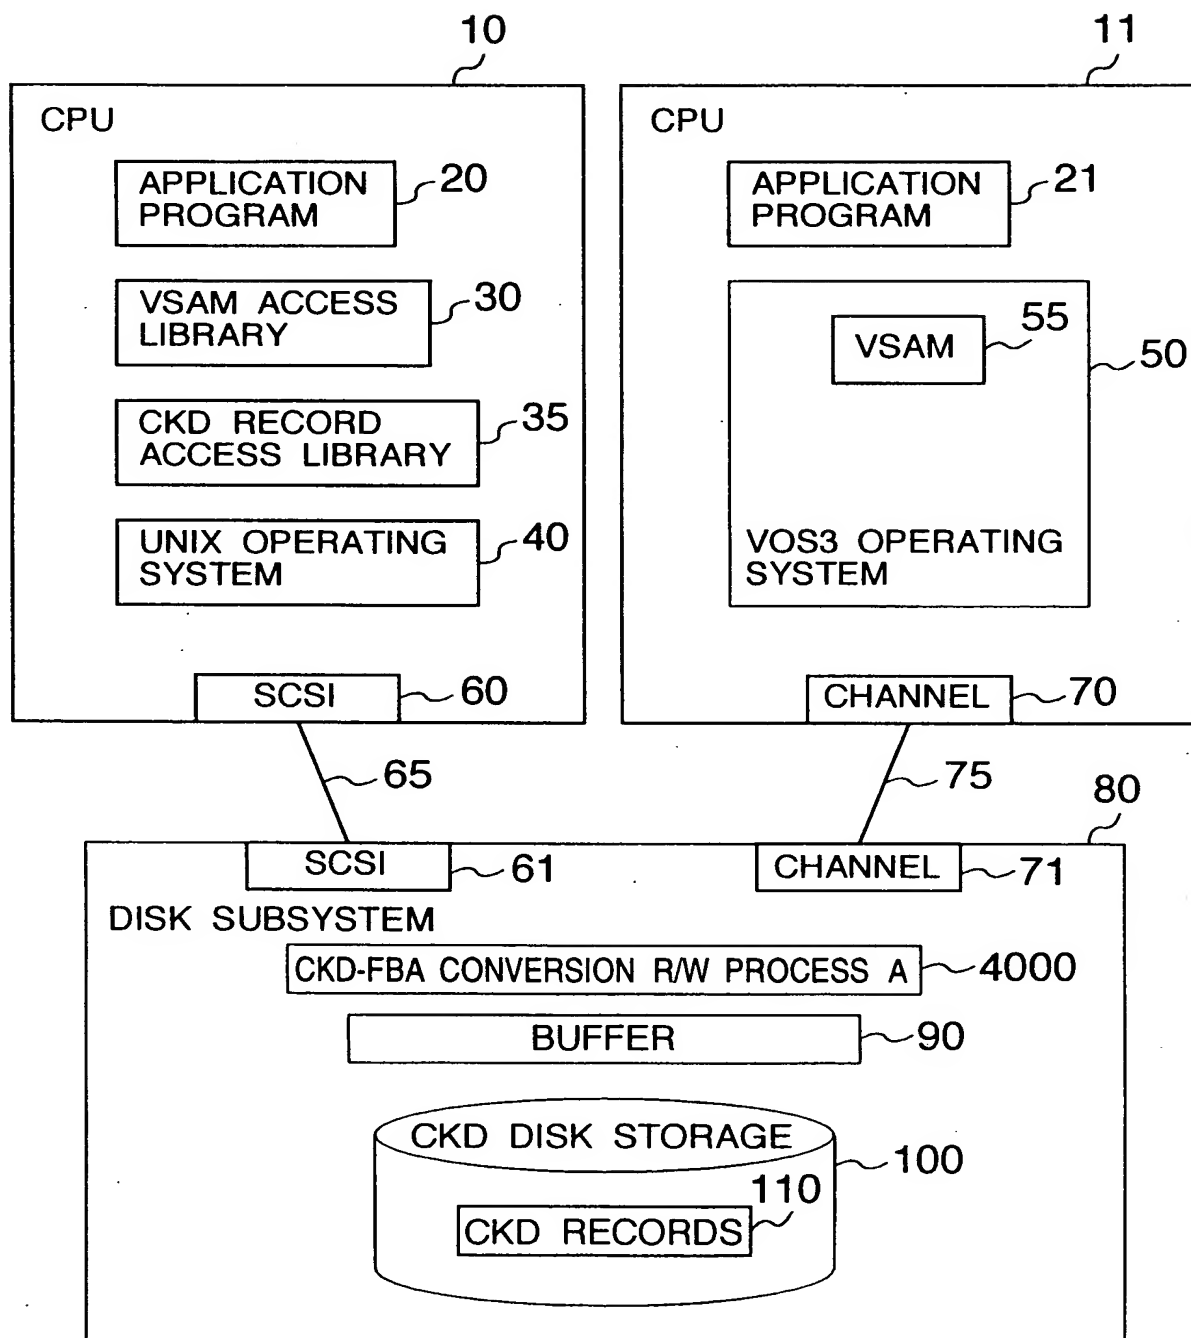 10
CPU
APPLICATION
PROGRAM
20
VSAM ACCESS
LIBRARY
30
CKD RECORD
ACCESS LIBRARY
35
UNIX OPERATING
SYSTEM
40
SCSI
60
11
CPU
APPLICATION
PROGRAM
21
VSAM
55
50
VOS3 OPERATING
SYSTEM
CHANNEL
70
65
75
80
SCSI
61
CHANNEL
71
DISK SUBSYSTEM
CKD-FBA CONVERSION R/W PROCESS A
4000
BUFFER
90
CKD DISK STORAGE
100
110
CKD RECORDS